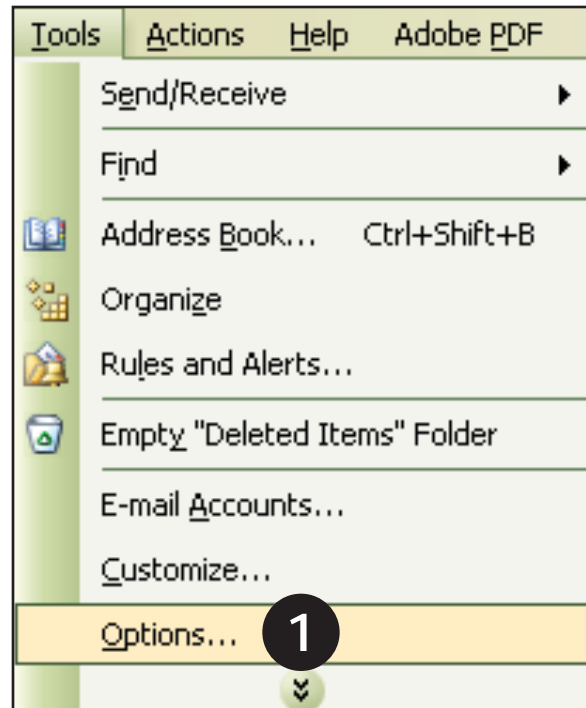 Tools Actions Help Adobe PDF
Send/Receive
Find
Address Book... Ctrl+Shift+B
Organize
Rules and Alerts...
Empty "Deleted Items" Folder
E-mail Accounts...
Customize...
Options... 1